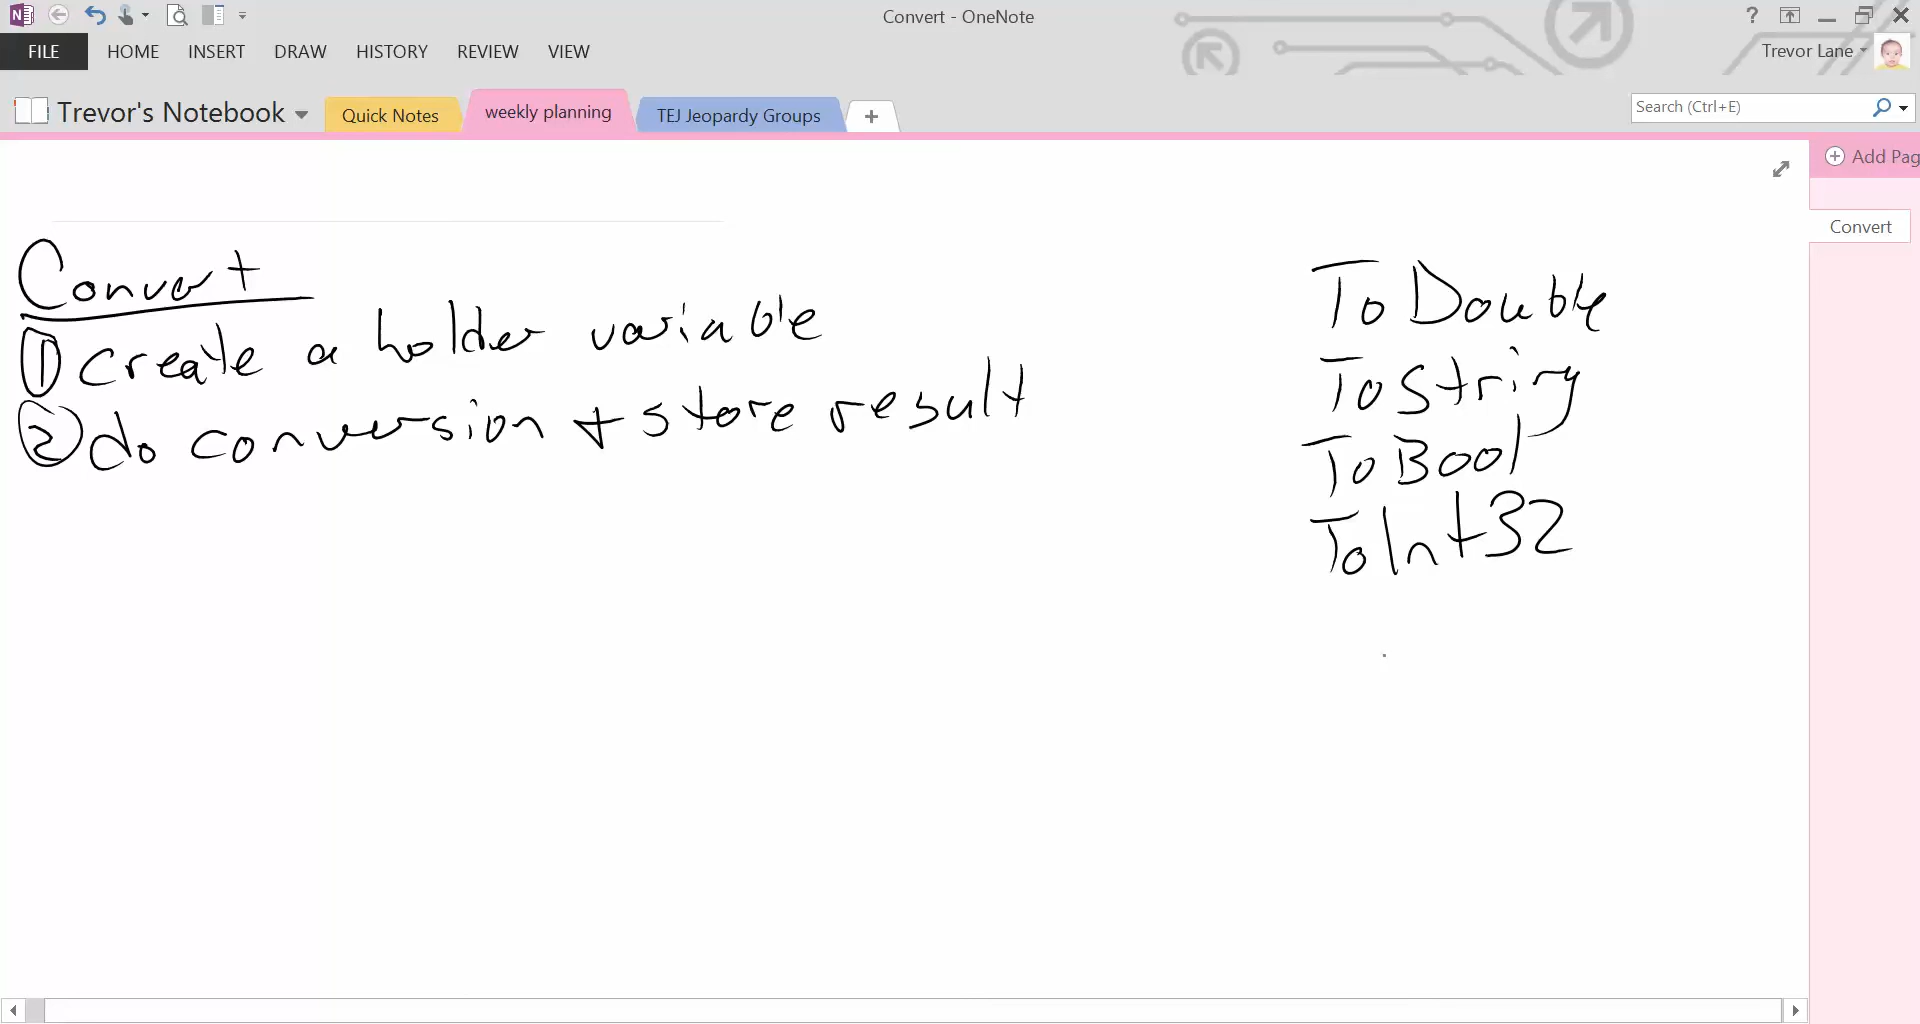 Convert - OneNote
?
FILE HOME INSERT DRAW HISTORY REVIEW VIEW
Trevor Lane
Trevor's Notebook
Quick Notes
weekly planning
TEJ Jeopardy Groups
+
Search (Ctrl+E)
Add Pag
Convert
Convert
① Create a holder variable
② do conversion + store result
ToDouble
ToString
ToBool
ToInt32